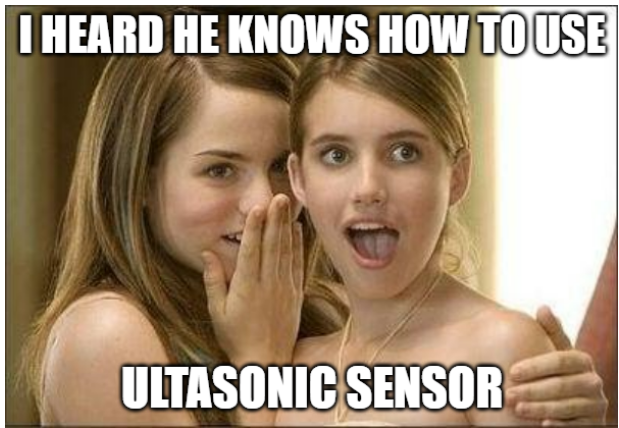 I HEARD HE KNOWS HOW TO USE
ULTASONIC SENSOR